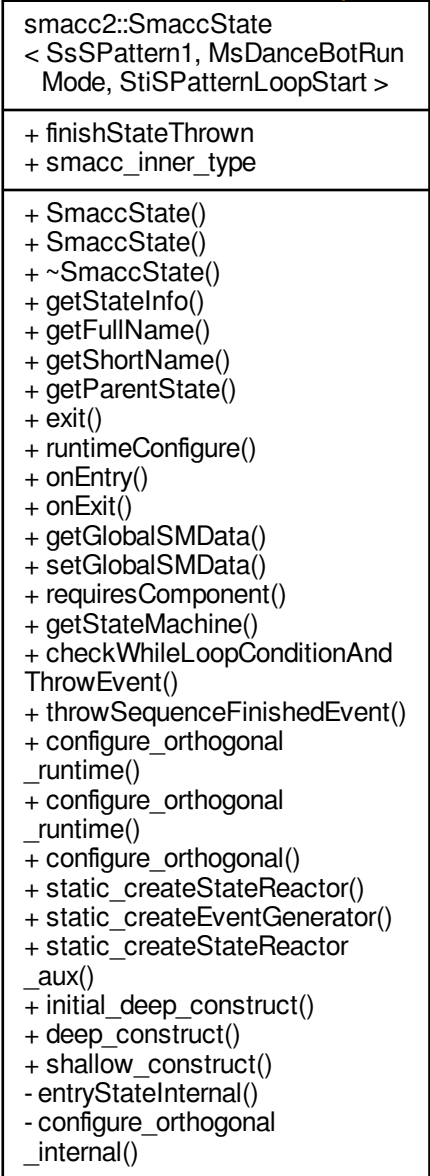 smacc2::SmaccState
< SsSPattern1, MsDanceBotRun
Mode, StiSPatternLoopStart >
+ finishStateThrown
+ smacc_inner_type
+ SmaccState()
+ SmaccState()
+ ~SmaccState()
+ getStateInfo()
+ getFullName()
+ getShortName()
+ getParentState()
+ exit()
+ runtimeConfigure()
+ onEntry()
+ onExit()
+ getGlobalSMData()
+ setGlobalSMData()
+ requiresComponent()
+ getStateMachine()
+ checkWhileLoopConditionAnd
ThrowEvent()
+ throwSequenceFinishedEvent()
+ configure_orthogonal
_runtime()
+ configure_orthogonal
_runtime()
+ configure_orthogonal()
+ static_createStateReactor()
+ static_createEventGenerator()
+ static_createStateReactor
_aux()
+ initial_deep_construct()
+ deep_construct()
+ shallow_construct()
- entryStateInternal()
- configure_orthogonal
_internal()